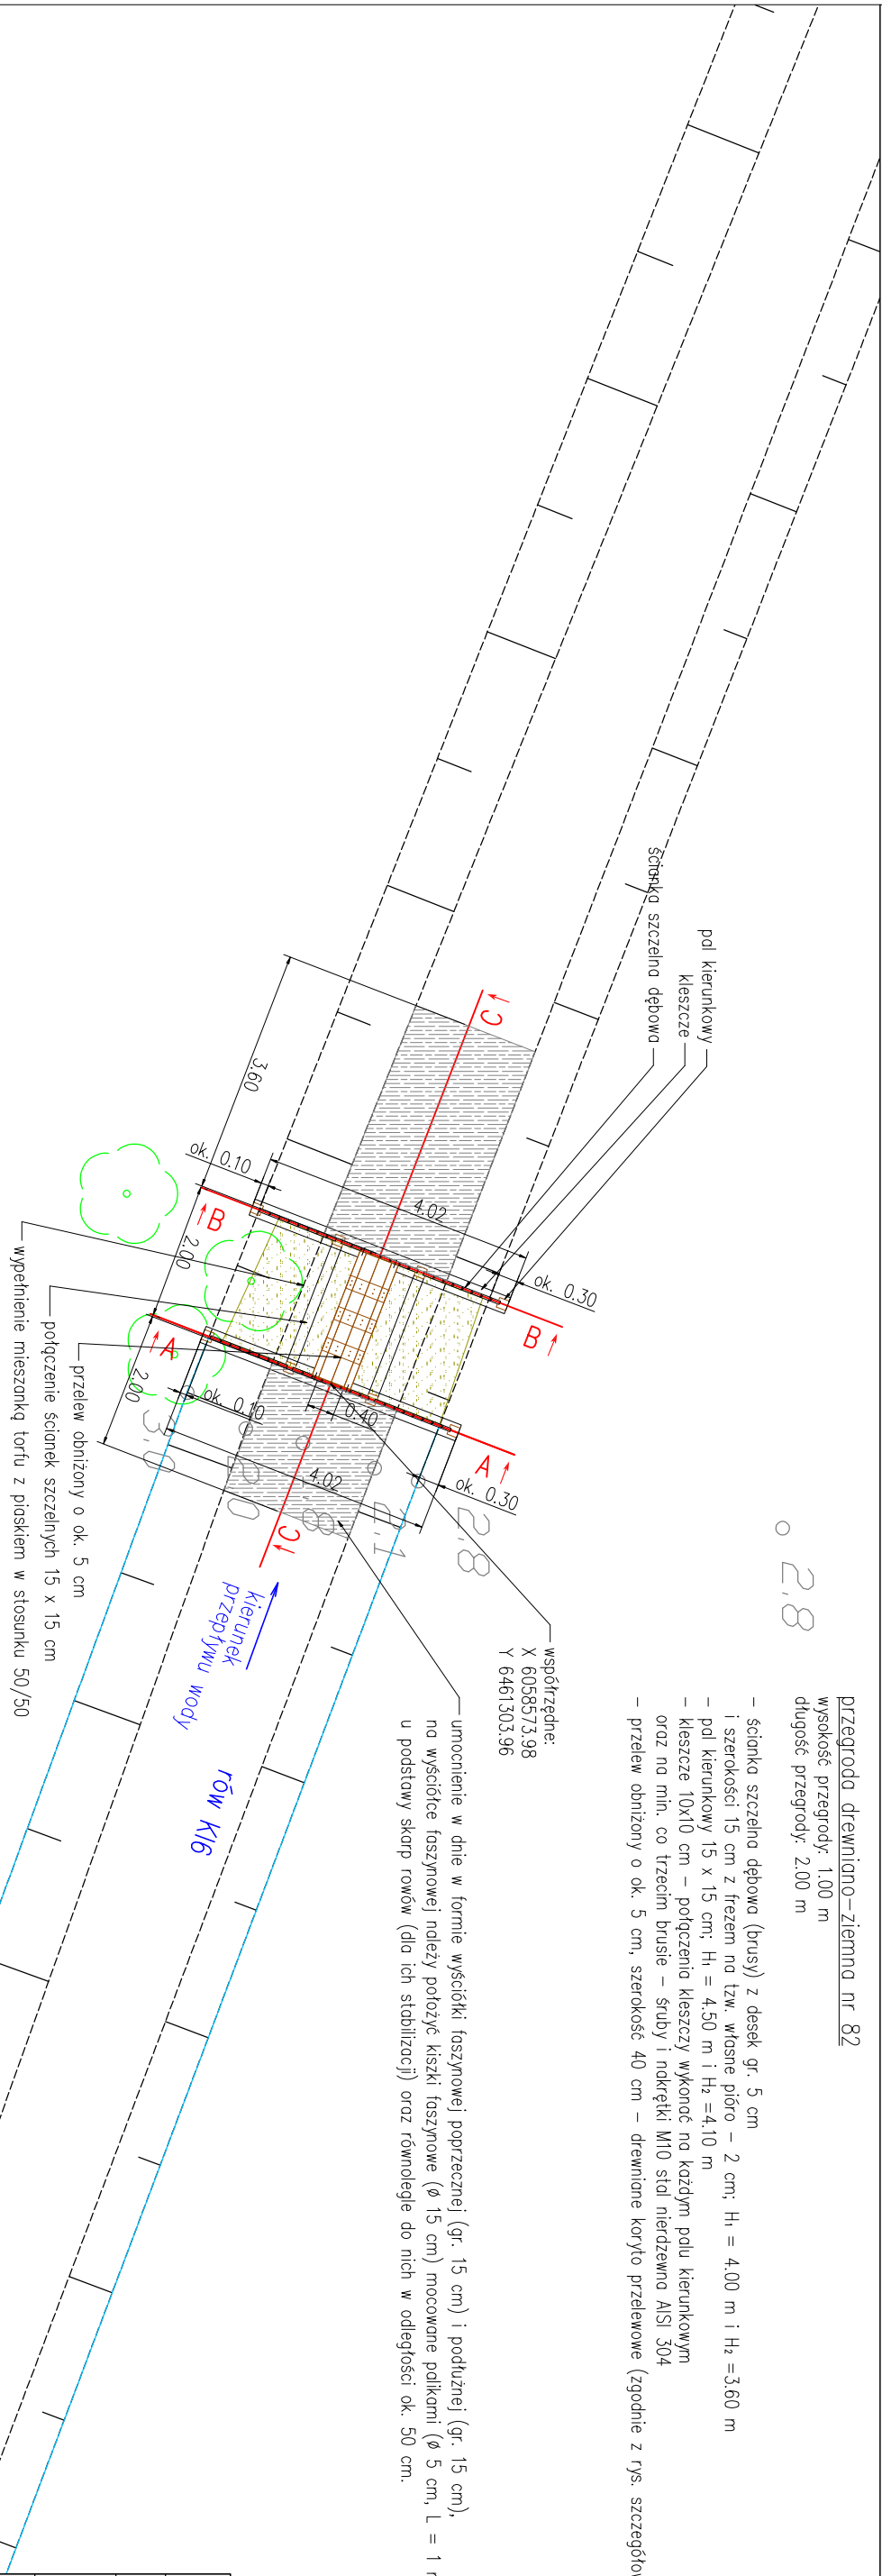 przegroda drewniano-ziemna nr 82
wysokość przegrody: 1.00 m
długość przegrody: 2.00 m
- ścianka szczelna dębowa (brusy) z desek gr. 5 cm
i szerokości 15 cm z frezem na tzw. własne pióro - 2 cm; H₁ = 4.00 m i H₂ =3.60 m
- pal kierunkowy 15 x 15 cm; H₁ = 4.50 m i H₂ =4.10 m
- kleszcze 10x10 cm - połączenia kleszczy wykonać na każdym palu kierunkowym
oraz na min. co trzecim brusie - śruby i nakrętki M10 stal nierdzewna AISI 304
- przelew obniżony o ok. 5 cm, szerokość 40 cm - drewniane koryto przelewowe (zgodnie z rys.
2,8
pal kierunkowy
kleszcze
ścianka szczelna dębowa
współrzędne:
X 6058573.98
Y 6461303.96
umocnienie w dnie w formie wyściółki faszynowej poprzecznej (gr. 15 cm) i podłużnej (gr. 15 cm),
na wyściółce faszynowej należy położyć kiszki faszynowe (ø 15 cm) mocowane palikami (ø 5 cm, L = 1
u podstawy skarp rowów (dla ich stabilizacji) oraz równolegle do nich w odległości ok. 50 cm.
C
C
B
B
A
A
3.60
2.00
2.00
ok. 0.10
4.02
ok. 0.30
ok. 0.10
0.40
4.02
ok. 0.30
2,8
2,1
,8
2,0
3,0
kierunek
przepływu wody
rów K16
przelew obniżony o ok. 5 cm
połączenie ścianek szczelnych 15 x 15 cm
wypełnienie mieszanką torfu z piaskiem w stosunku 50/50